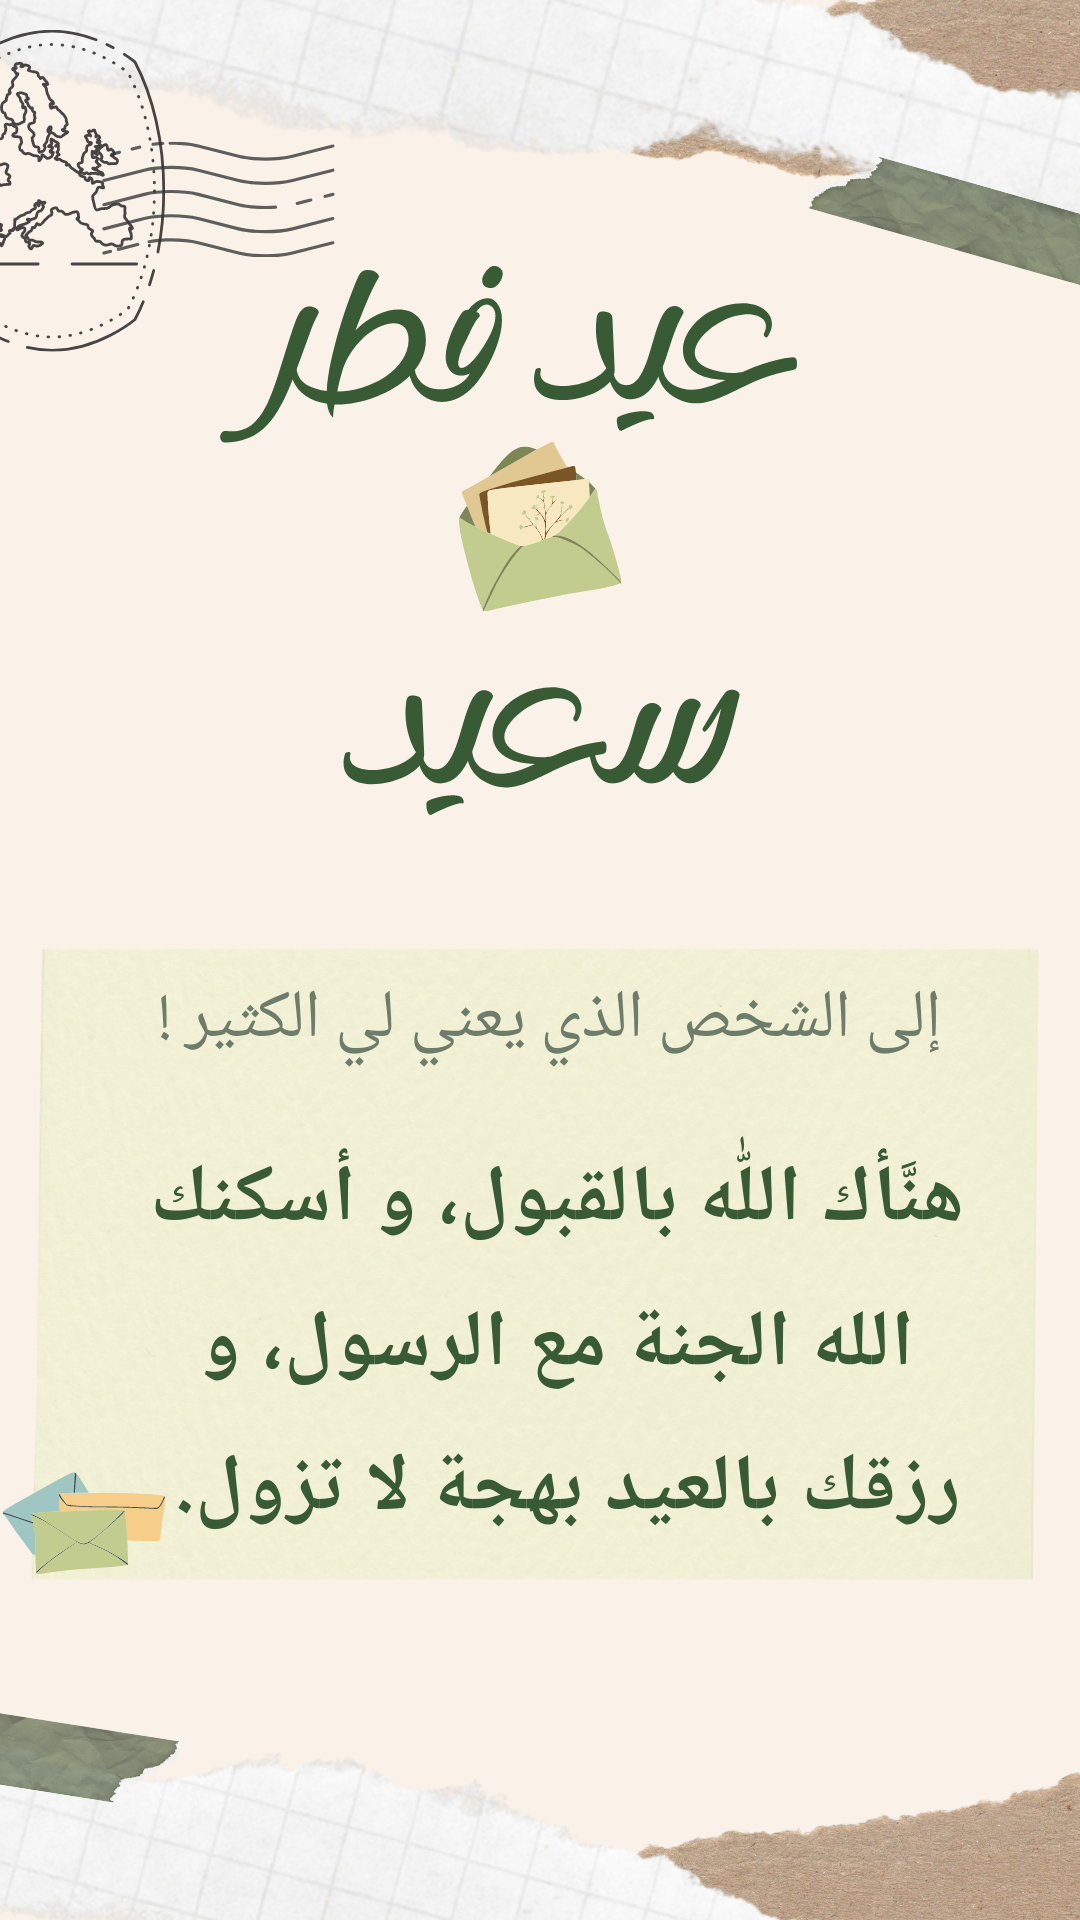 عيد فطر
سعيد
إلى الشخص الذي يعني لي الكثير !
هنَّأك الله بالقبول، و أسكنك
الله الجنة مع الرسول، و
رزقك بالعيد بهجة لا تزول.